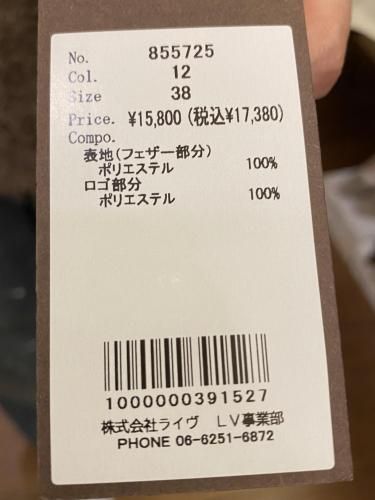 No. 855725
Col. 12
Size 38
Price. ¥15,800(税込¥17,380)
Compo.
表地(フェザー部分)
ポリエステル 100%
ロゴ部分
ポリエステル 100%
1000000391527
株式会社ライヴ LV事業部
PHONE 06-6251-6872